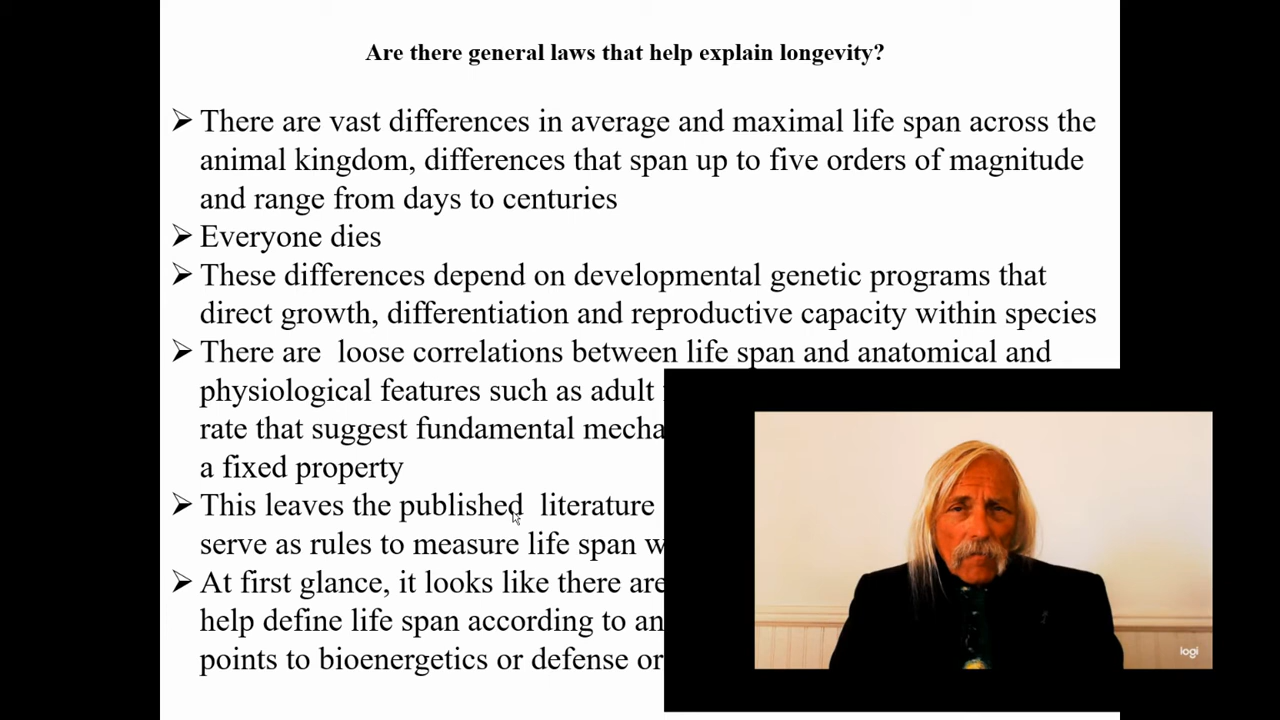 Are there general laws that help explain longevity?
➢ There are vast differences in average and maximal life span across the
animal kingdom, differences that span up to five orders of magnitude
and range from days to centuries
➢ Everyone dies
➢ These differences depend on developmental genetic programs that
direct growth, differentiation and reproductive capacity within species
➢ There are loose correlations between life span and anatomical and
physiological features such as adult
rate that suggest fundamental
a fixed property
➢ This leaves the published literature
serve as rules to measure life span
➢ At first glance, it looks like there are
help define life span according to
points to bioenergetics or defense or
logi